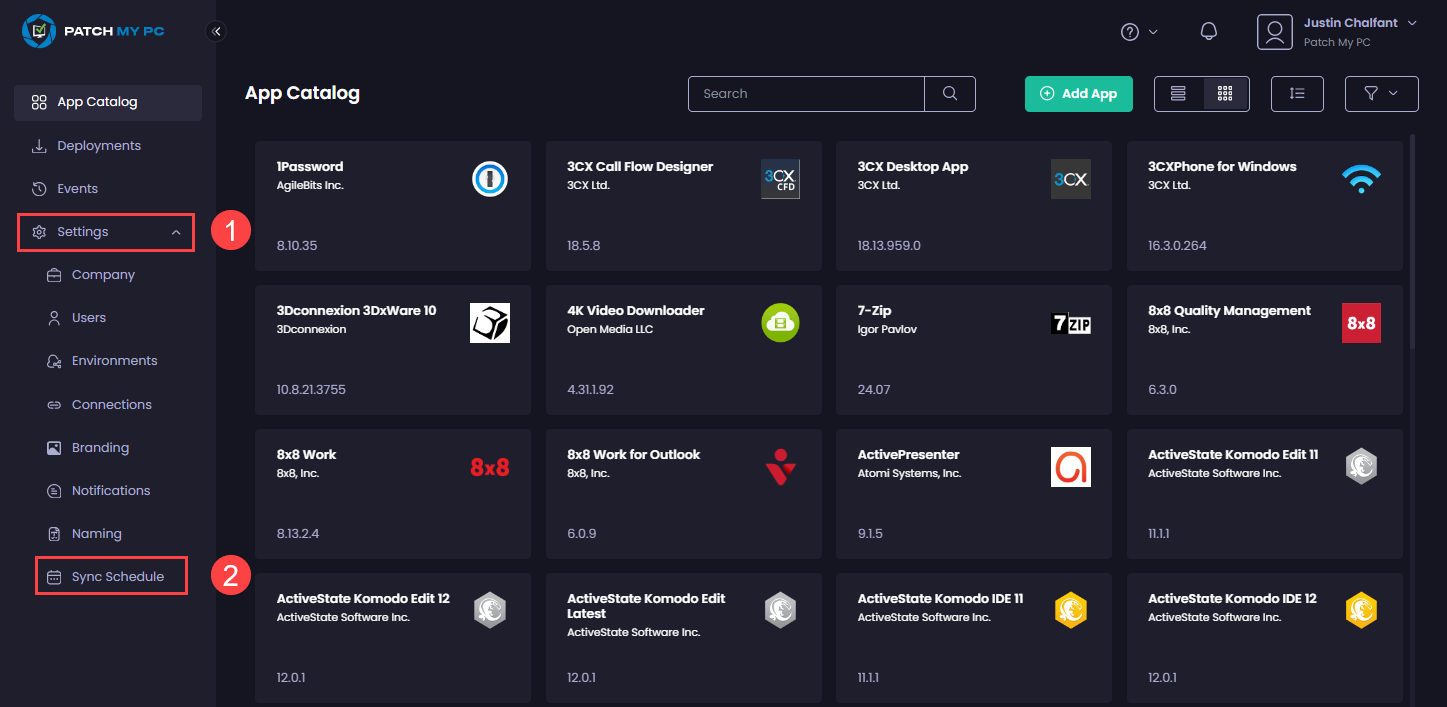 PATCH MY PC
Justin Chalfant
Patch My PC
App Catalog
Deployments
Events
Settings
1
Company
Users
Environments
Connections
Branding
Notifications
Naming
Sync Schedule
2
App Catalog
Search
Add App
1Password
AgileBits Inc.
8.10.35
3CX Call Flow Designer
3CX Ltd.
3CX
CFD
18.5.8
3CX Desktop App
3CX Ltd.
3CX
18.13.959.0
3CXPhone for Windows
3CX Ltd.
16.3.0.264
3Dconnexion 3DxWare 10
3Dconnexion
10.8.21.3755
4K Video Downloader
Open Media LLC
4.31.1.92
7-Zip
Igor Pavlov
7ZIP
24.07
8x8 Quality Management
8x8, Inc.
8x8
6.3.0
8x8 Work
8x8, Inc.
8x8
8.13.2.4
8x8 Work for Outlook
8x8, Inc.
6.0.9
ActivePresenter
Atomi Systems, Inc.
9.1.5
ActiveState Komodo Edit 11
ActiveState Software Inc.
11.1.1
ActiveState Komodo Edit 12
ActiveState Software Inc.
12.0.1
ActiveState Komodo Edit
Latest
ActiveState Software Inc.
12.0.1
ActiveState Komodo IDE 11
ActiveState Software Inc.
11.1.1
ActiveState Komodo IDE 12
ActiveState Software Inc.
12.0.1